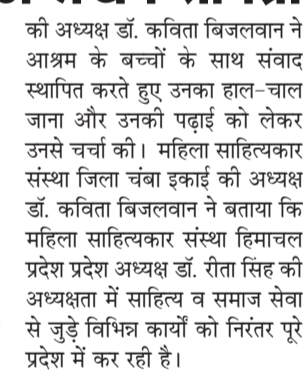 की अध्यक्ष डॉ. कविता बिजलवान ने
आश्रम के बच्चों के साथ संवाद
स्थापित करते हुए उनका हाल-चाल
जाना और उनकी पढ़ाई को लेकर
उनसे चर्चा की। महिला साहित्यकार
संस्था जिला चंबा इकाई की अध्यक्ष
डॉ. कविता बिजलवान ने बताया कि
महिला साहित्यकार संस्था हिमाचल
प्रदेश प्रदेश अध्यक्ष डॉ. रीता सिंह की
अध्यक्षता में साहित्य व समाज सेवा
से जुड़े विभिन्न कार्यों को निरंतर पूरे
प्रदेश में कर रही है।